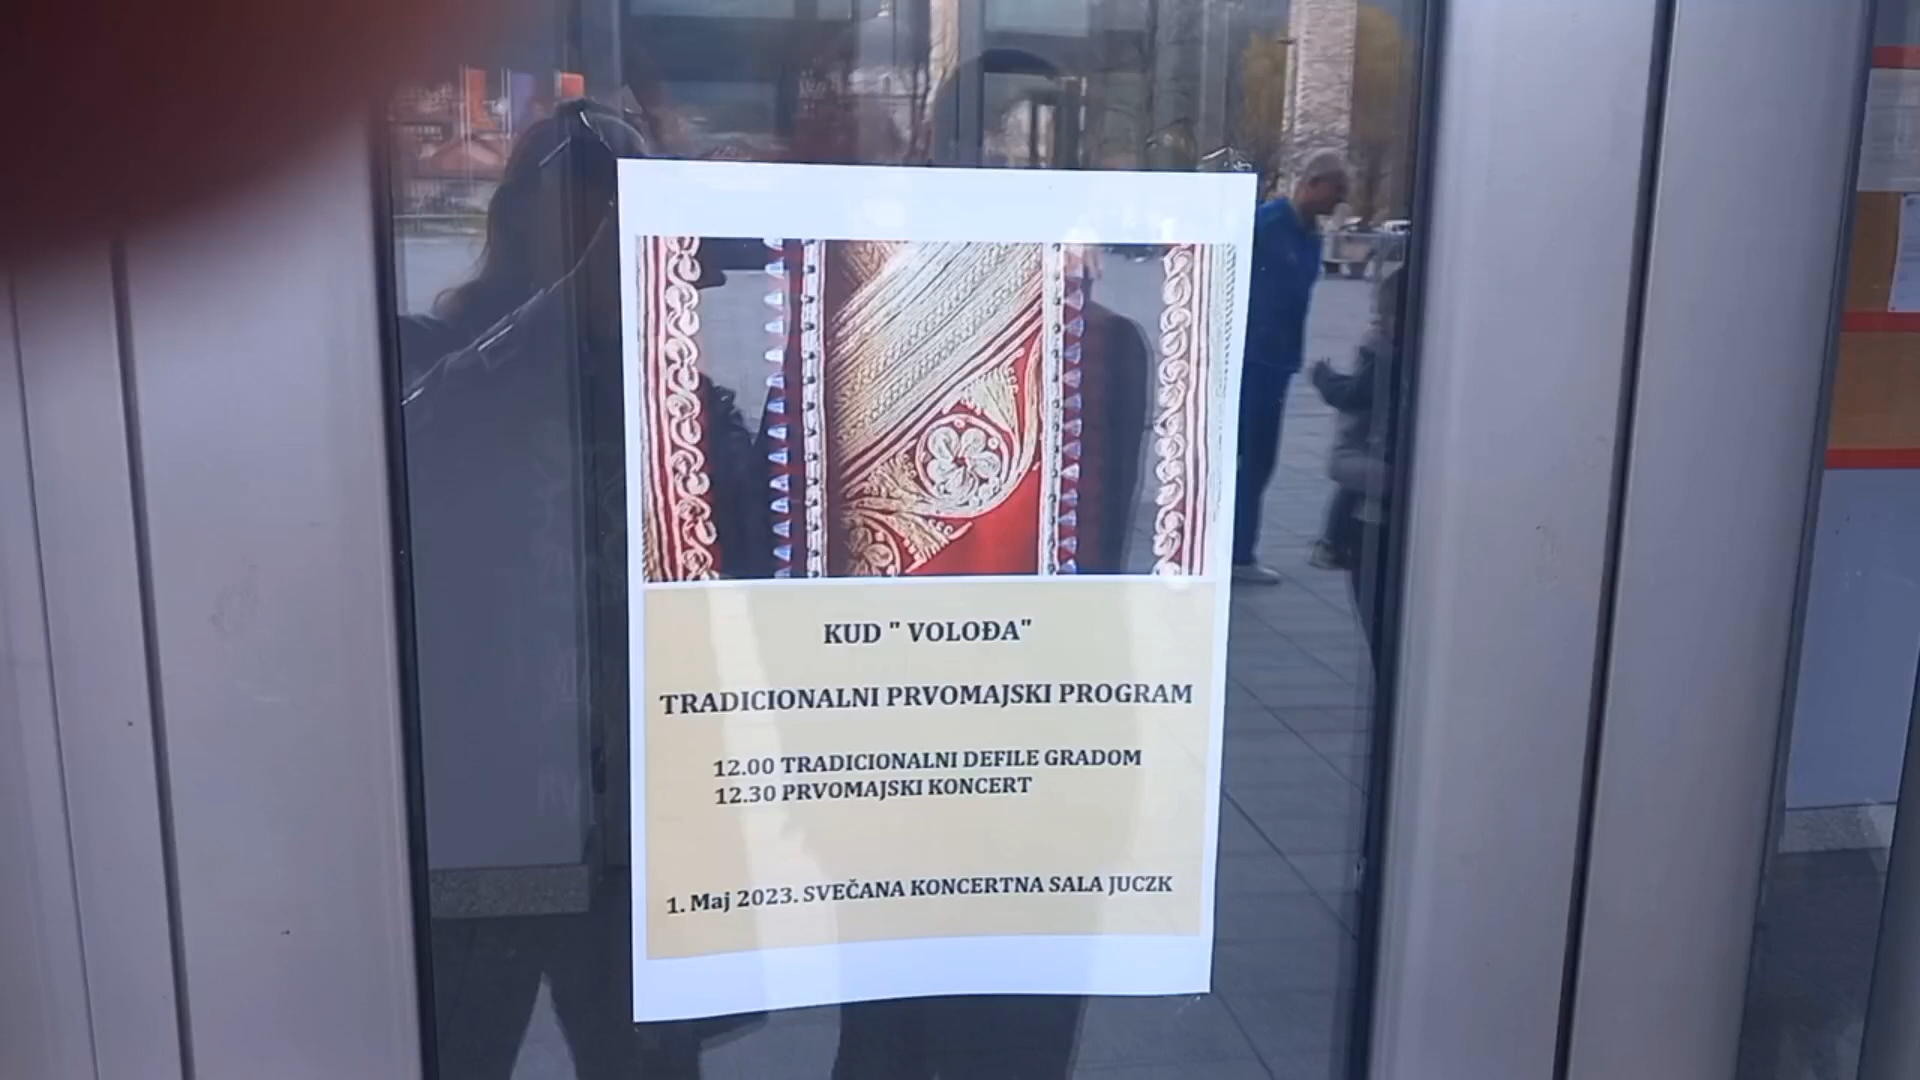 KUD " VOLOĐA"
TRADICIONALNI PRVOMAJSKI PROGRAM
12.00 TRADICIONALNI DEFILE GRADOM
12.30 PRVOMAJSKI KONCERT
1. Maj 2023. SVEČANA KONCERTNA SALA JUCZK